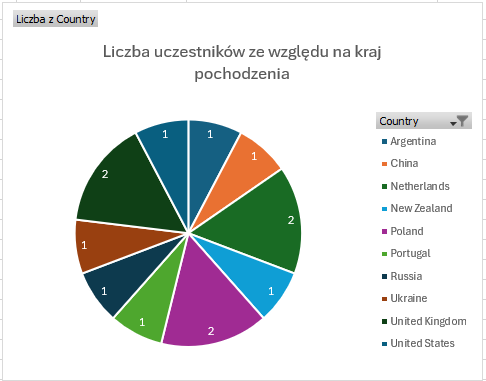 Liczba z Country
Liczba uczestników ze względu na kraj
pochodzenia
1
1
1
2
2
1
1
1
1
2
Country
Argentina
China
Netherlands
New Zealand
Poland
Portugal
Russia
Ukraine
United Kingdom
United States